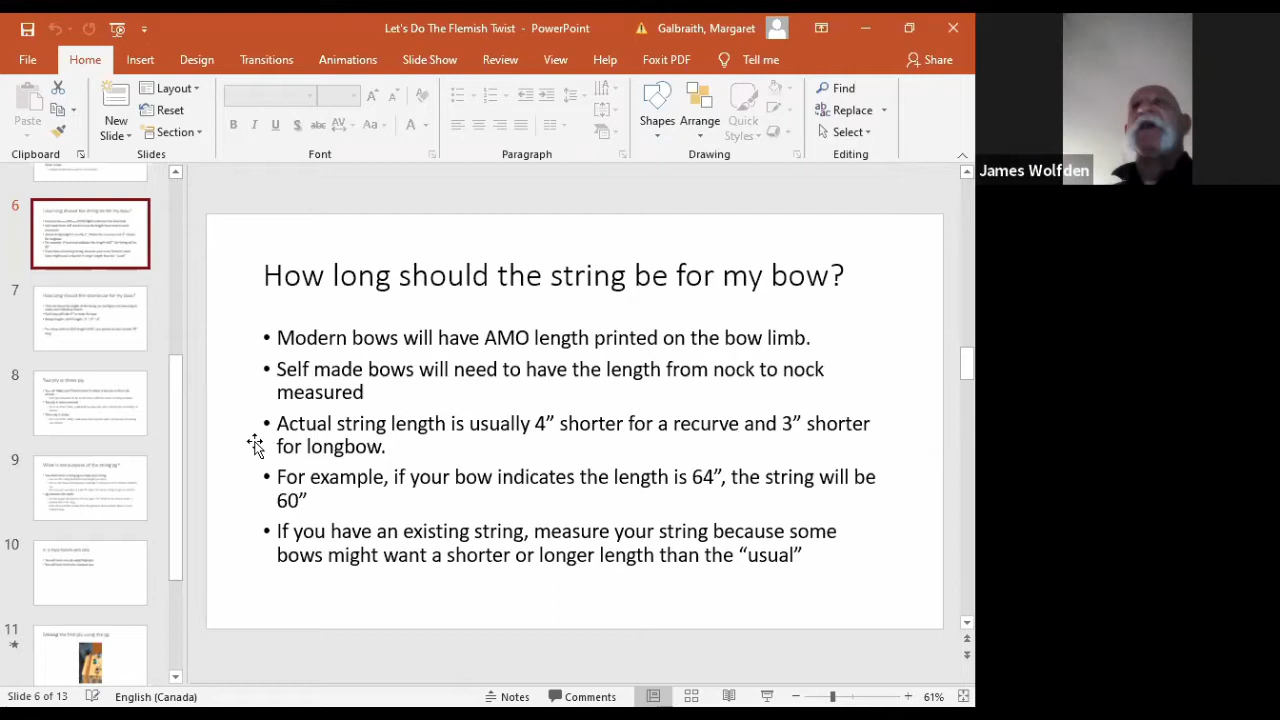 Let's Do The Flemish Twist - PowerPoint
Galbraith, Margaret
File Home Insert Design Transitions Animations Slide Show Review View Help Foxit PDF Tell me Share
Paste
New
Slide
Layout
Reset
Section
Shapes Arrange Quick
Styles
Find
Replace
Select
Clipboard Slides Font Paragraph Drawing Editing
James Wolfden
6
7
8
9
10
11
How long should the string be for my bow?
• Modern bows will have AMO length printed on the bow limb.
• Self made bows will need to have the length from nock to nock
measured
• Actual string length is usually 4” shorter for a recurve and 3” shorter
for longbow.
• For example, if your bow indicates the length is 64”, the string will be
60”
• If you have an existing string, measure your string because some
bows might want a shorter or longer length than the “usual”
Slide 6 of 13 English (Canada) Notes Comments 61%